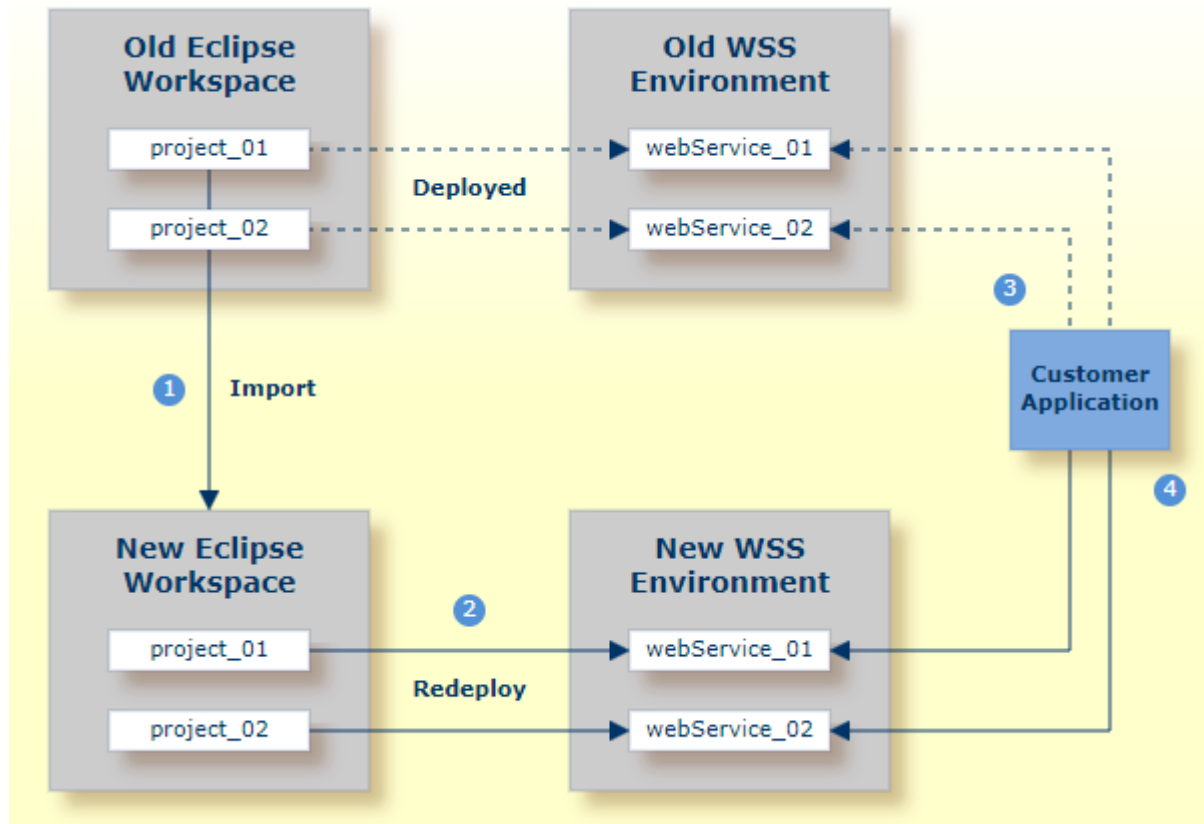 Old Eclipse
Workspace
project_01
project_02
Deployed
Old WSS
Environment
webService_01
webService_02
3
Customer
Application
4
1
Import
New Eclipse
Workspace
project_01
project_02
2
Redeploy
New WSS
Environment
webService_01
webService_02